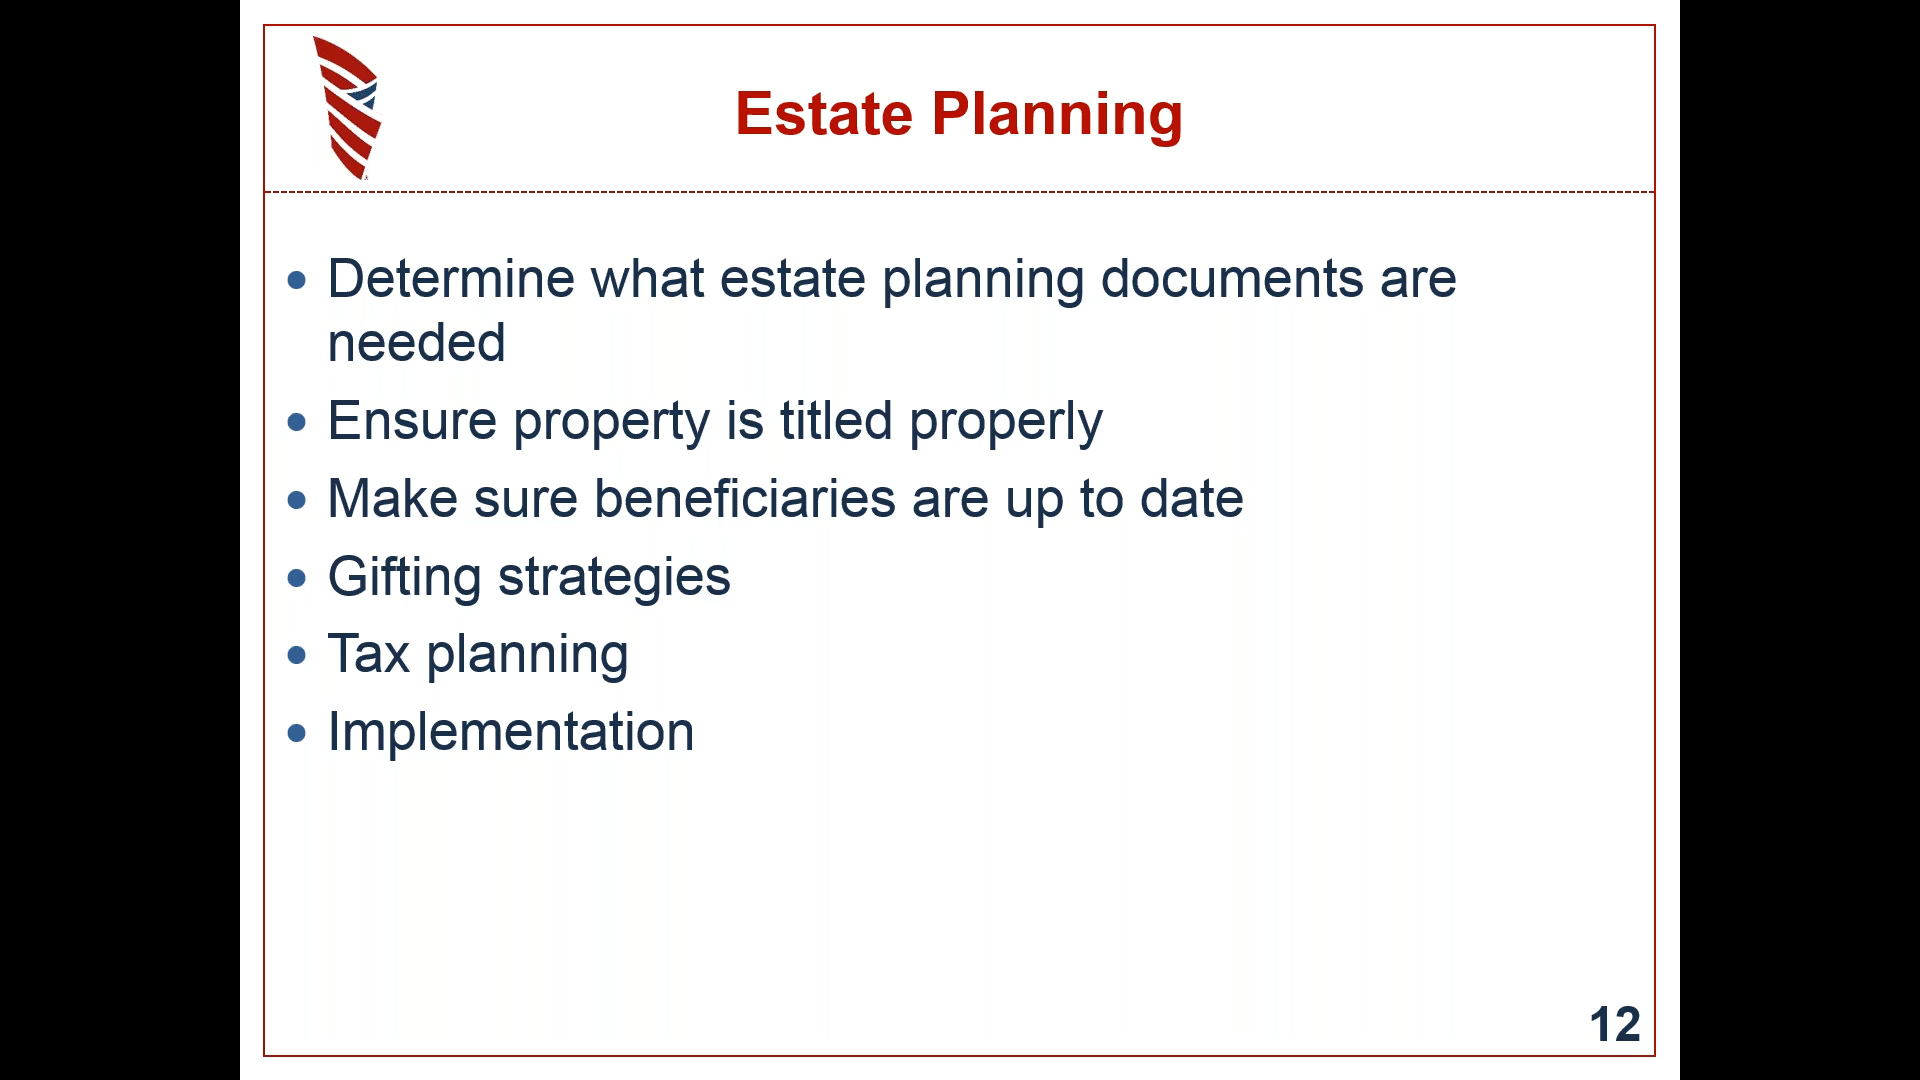 Estate Planning
• Determine what estate planning documents are
needed
• Ensure property is titled properly
• Make sure beneficiaries are up to date
• Gifting strategies
• Tax planning
• Implementation
12